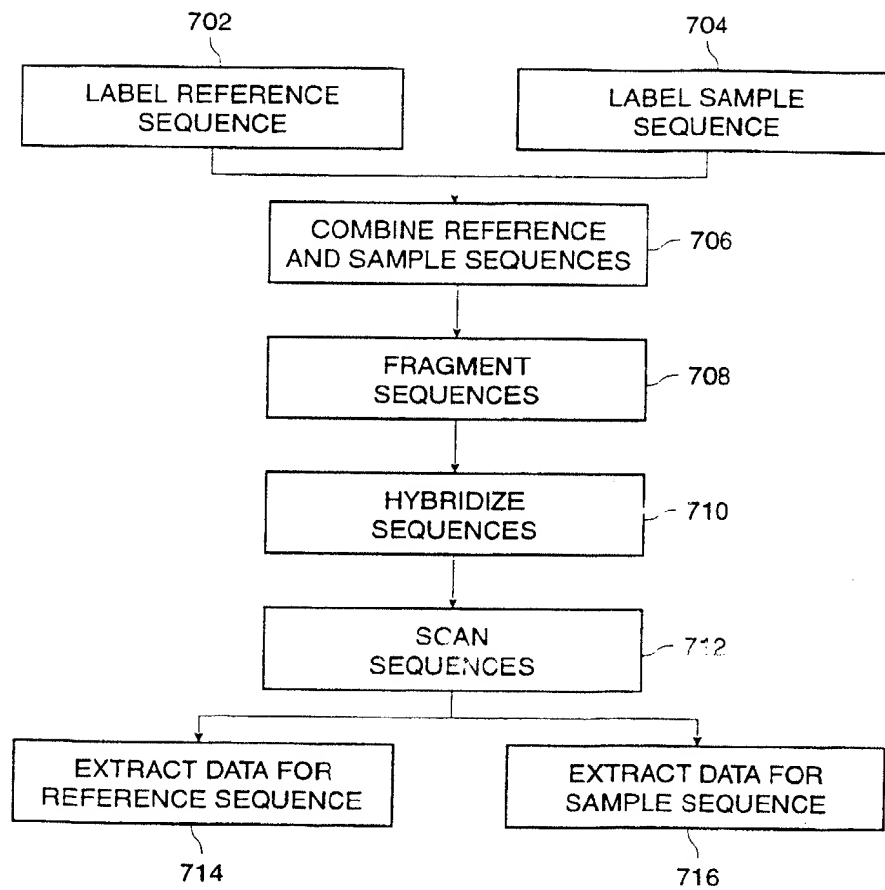 702
704
LABEL REFERENCE
SEQUENCE
LABEL SAMPLE
SEQUENCE
COMBINE REFERENCE
AND SAMPLE SEQUENCES
706
FRAGMENT
SEQUENCES
708
HYBRIDIZE
SEQUENCES
710
SCAN
SEQUENCES
712
EXTRACT DATA FOR
REFERENCE SEQUENCE
EXTRACT DATA FOR
SAMPLE SEQUENCE
714
716